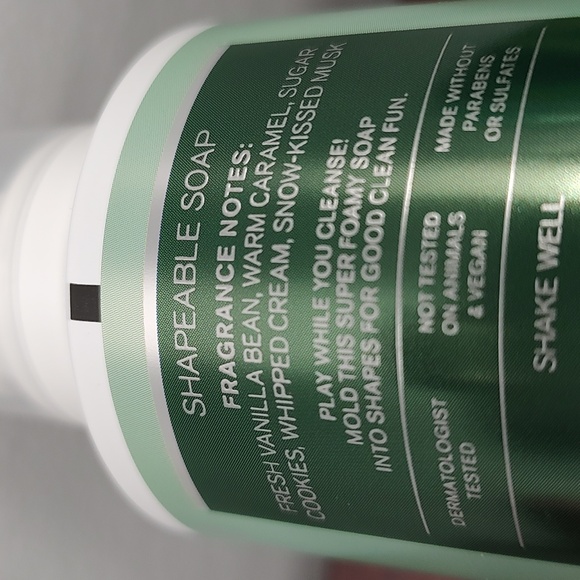 SHAPEABLE SOAP
FRAGRANCE NOTES:
FRESH VANILLA BEAN, WARM CARAMEL, SUGAR
COOKIES, WHIPPED CREAM, SNOW-KISSED MUSK
PLAY WHILE YOU CLEANSE!
MOLD THIS SUPER FOAMY SOAP
INTO SHAPES FOR GOOD CLEAN FUN.
DERMATOLOGIST
TESTED
NOT TESTED
ON ANIMALS
& VEGAN
MADE WITHOUT
PARABENS
OR SULFATES
SHAKE WELL